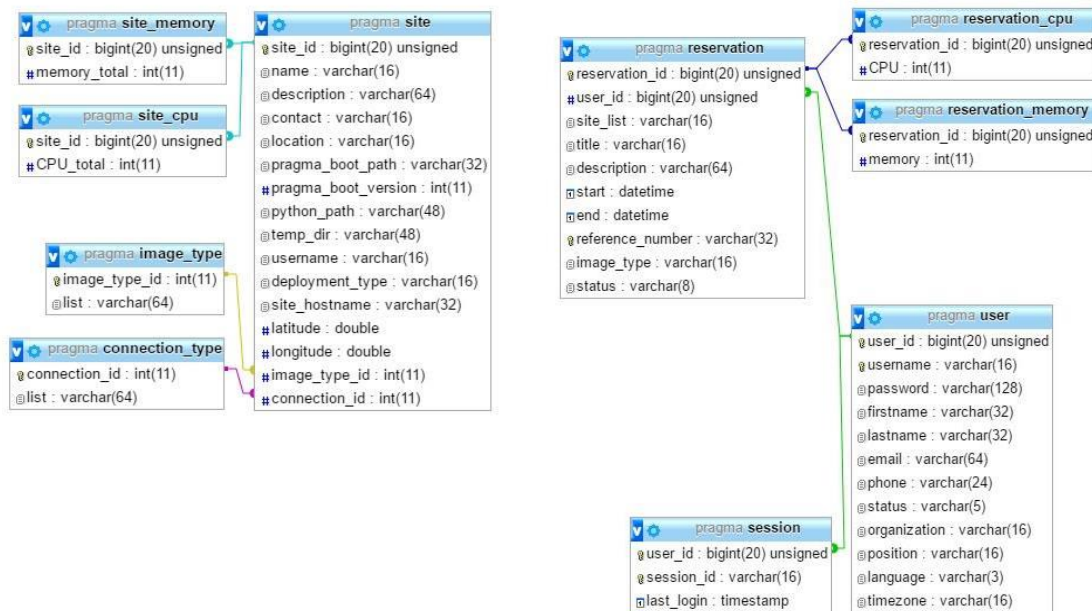 pragma site_memory
site_id : bigint(20) unsigned
memory_total : int(11)
pragma site_cpu
site_id : bigint(20) unsigned
CPU_total : int(11)
pragma image_type
image_type_id : int(11)
list : varchar(64)
pragma connection_type
connection_id : int(11)
list : varchar(64)
pragma site
site_id : bigint(20) unsigned
name : varchar(16)
description : varchar(64)
contact : varchar(16)
location : varchar(16)
pragma_boot_path : varchar(32)
pragma_boot_version : int(11)
python_path : varchar(48)
temp_dir : varchar(48)
username : varchar(16)
deployment_type : varchar(16)
site_hostname : varchar(32)
latitude : double
longitude : double
image_type_id : int(11)
connection_id : int(11)
pragma reservation
reservation_id : bigint(20) unsigned
user_id : bigint(20) unsigned
site_list : varchar(16)
title : varchar(16)
description : varchar(64)
start : datetime
end : datetime
reference_number : varchar(32)
image_type : varchar(16)
status : varchar(8)
pragma reservation_cpu
reservation_id : bigint(20) unsigned
CPU : int(11)
pragma reservation_memory
reservation_id : bigint(20) unsigned
memory : int(11)
pragma user
user_id : bigint(20) unsigned
username : varchar(16)
password : varchar(128)
firstname : varchar(32)
lastname : varchar(32)
email : varchar(64)
phone : varchar(24)
status : varchar(5)
organization : varchar(16)
position : varchar(16)
language : varchar(3)
timezone : varchar(16)
pragma session
user_id : bigint(20) unsigned
session_id : varchar(16)
last_login : timestamp